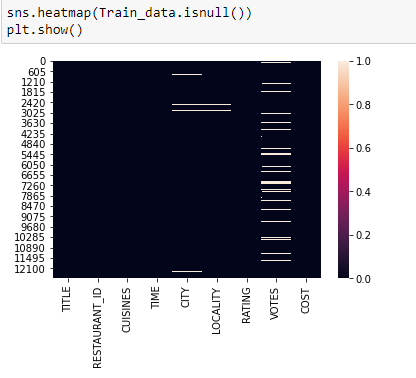 sns.heatmap(Train_data.isnull())
plt.show()
0
605
1210
1815
2420
3025
3630
4235
4840
5445
6050
6655
7260
7865
8470
9075
9680
10285
10890
11495
12100
1.0
0.8
0.6
0.4
0.2
0.0
TITLE
RESTAURANT_ID
CUISINES
TIME
CITY
LOCALITY
RATING
VOTES
COST